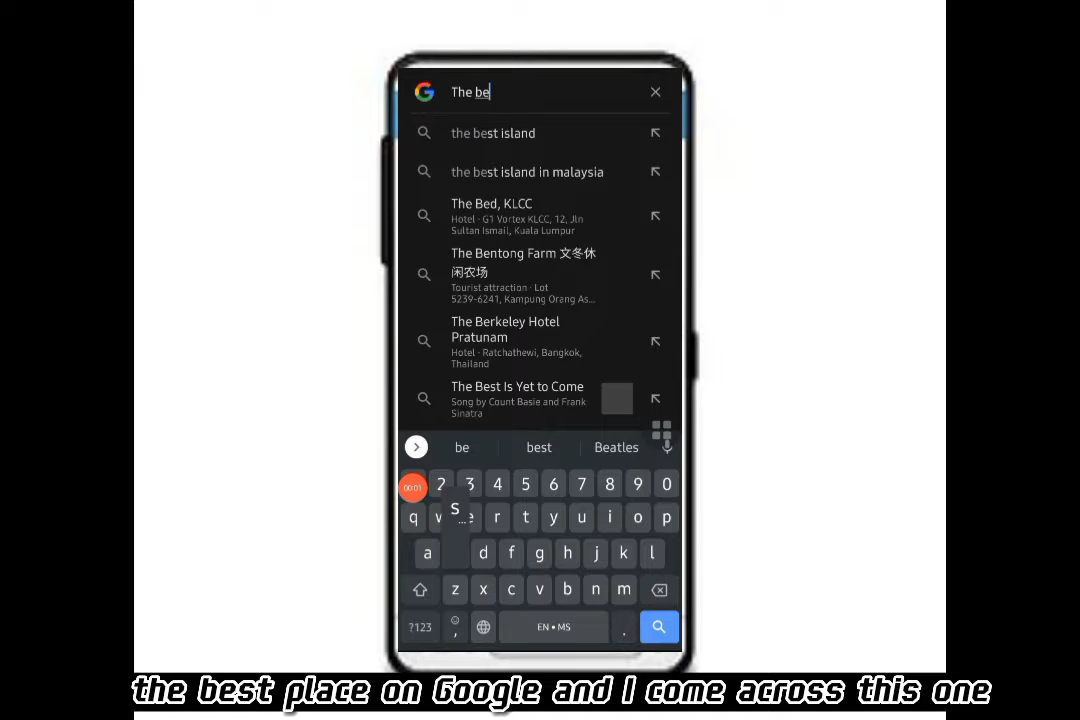 The be
the best island
the best island in malaysia
The Bed, KLCC
Hotel · G1 Vortex KLCC, 12, Jln
Sultan Ismail, Kuala Lumpur
The Bentong Farm 文冬休
闲农场
Tourist attraction · Lot
5239-6241, Kampung Orang As...
The Berkeley Hotel
Pratunam
Hotel · Ratchathewi, Bangkok,
Thailand
The Best Is Yet to Come
Song by Count Basie and Frank
Sinatra
be best Beatles
00:01 2 3 4 5 6 7 8 9 0
s
q w e r t y u i o p
a d f g h j k l
z x c v b n m
?123 , EN • MS .
the best place on Google and I come across this one